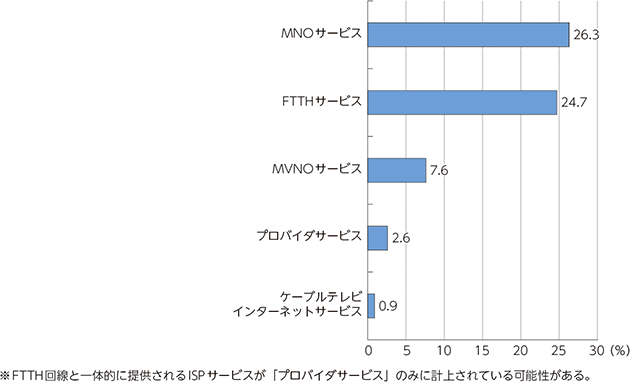 MNOサービス 26.3
FTTHサービス 24.7
MVNOサービス 7.6
プロバイダサービス 2.6
ケーブルテレビ
インターネットサービス 0.9
0 5 10 15 20 25 30 (%)
※FTTH回線と一体的に提供されるISPサービスが「プロバイダサービス」のみに計上されている可能性がある。